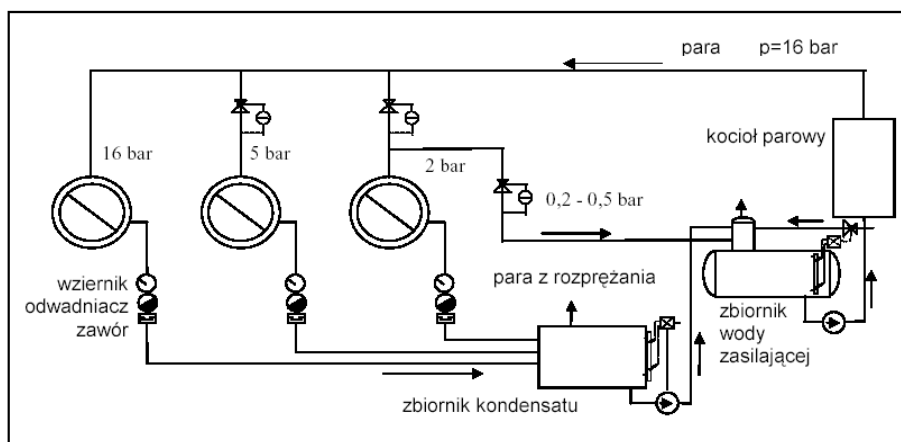 para p=16 bar
kocioł parowy
16 bar
5 bar
2 bar
0,2 - 0,5 bar
wziernik
odwadniacz
zawór
para z rozprężania
zbiornik
wody
zasilającej
zbiornik kondensatu